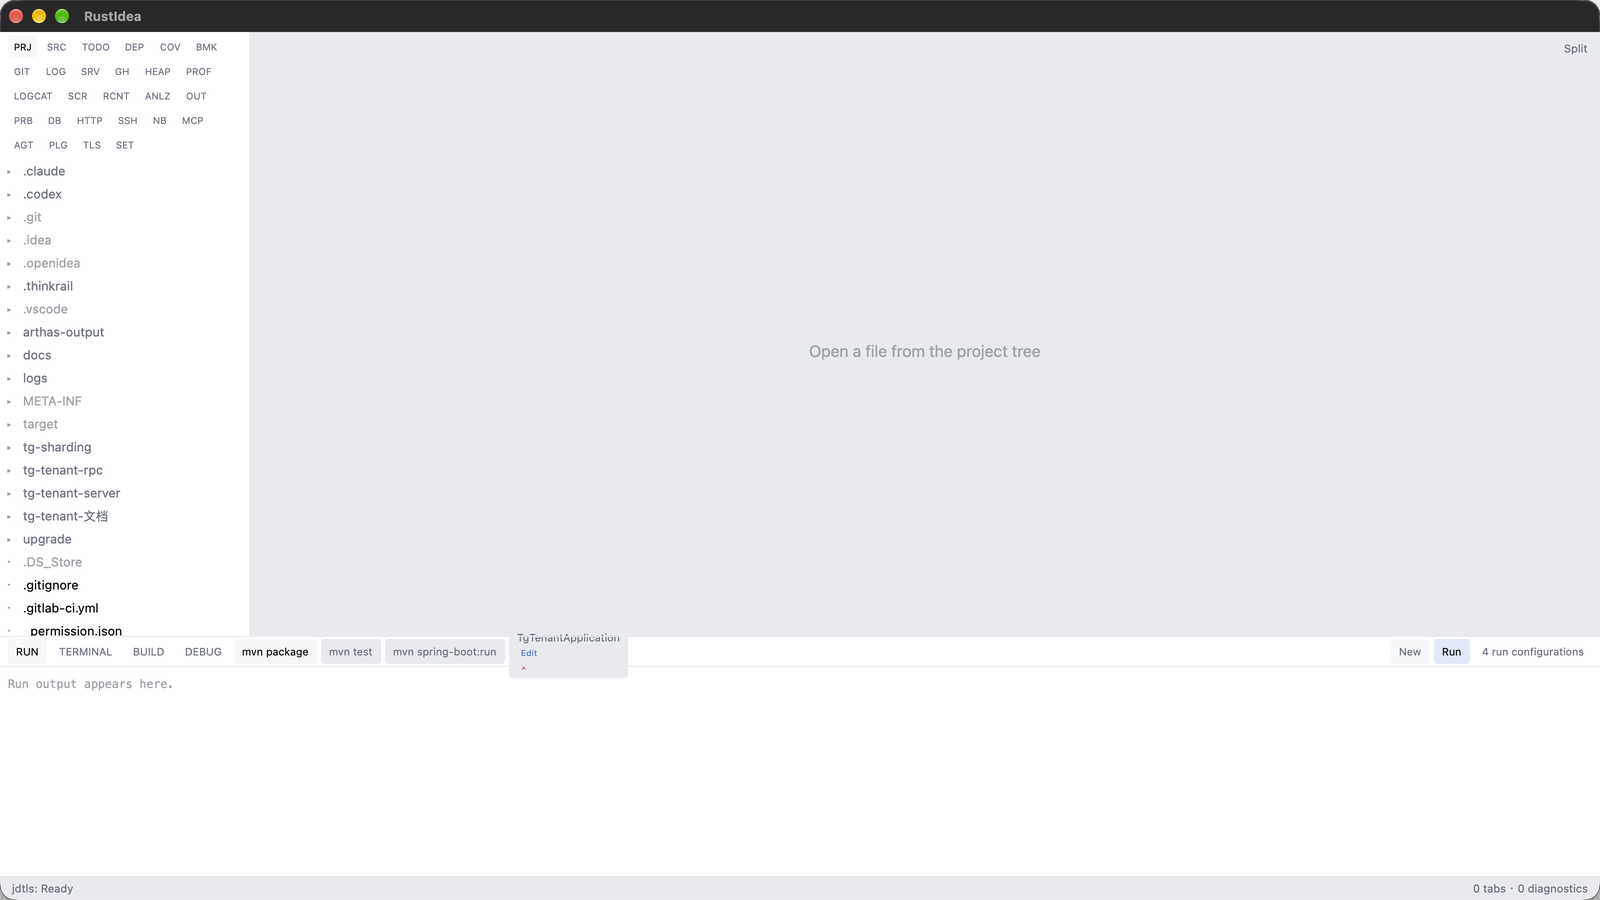 RustIdea
PRJ SRC TODO DEP COV BMK
GIT LOG SRV GH HEAP PROF
LOGCAT SCR RCNT ANLZ OUT
PRB DB HTTP SSH NB MCP
AGT PLG TLS SET
.claude
.codex
.git
.idea
.openidea
.thinkrail
.vscode
arthas-output
docs
logs
META-INF
target
tg-sharding
tg-tenant-rpc
tg-tenant-server
tg-tenant-文档
upgrade
.DS_Store
.gitignore
.gitlab-ci.yml
_permission.json
Split
Open a file from the project tree
RUN TERMINAL BUILD DEBUG mvn package mvn test mvn spring-boot:run
TgTenantApplication
Edit
^
New Run 4 run configurations
Run output appears here.
jdtls: Ready
0 tabs · 0 diagnostics